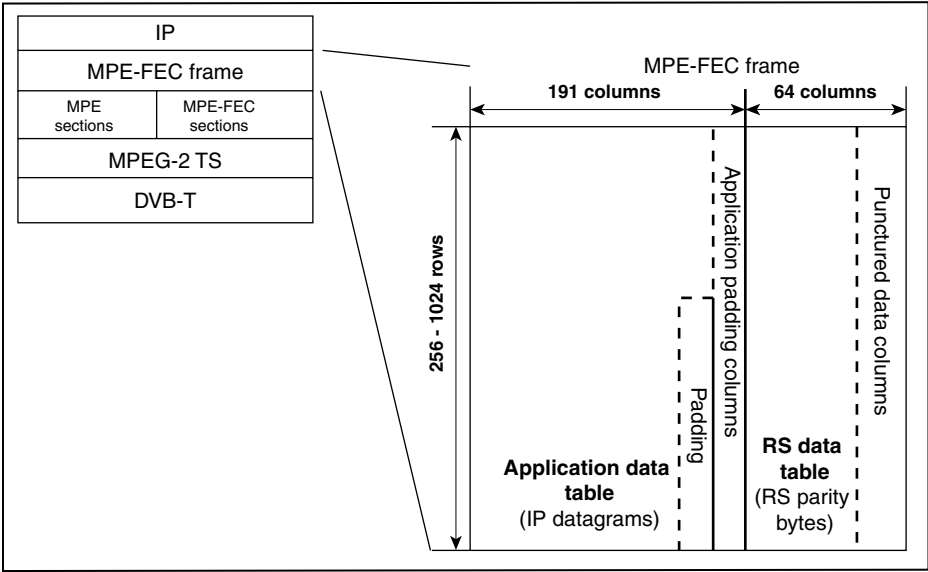 IP
MPE-FEC frame
MPE
sections
MPE-FEC
sections
MPEG-2 TS
DVB-T
MPE-FEC frame
191 columns
64 columns
256 - 1024 rows
Application data
table
(IP datagrams)
Padding
Application padding columns
RS data
table
(RS parity
bytes)
Punctured data columns